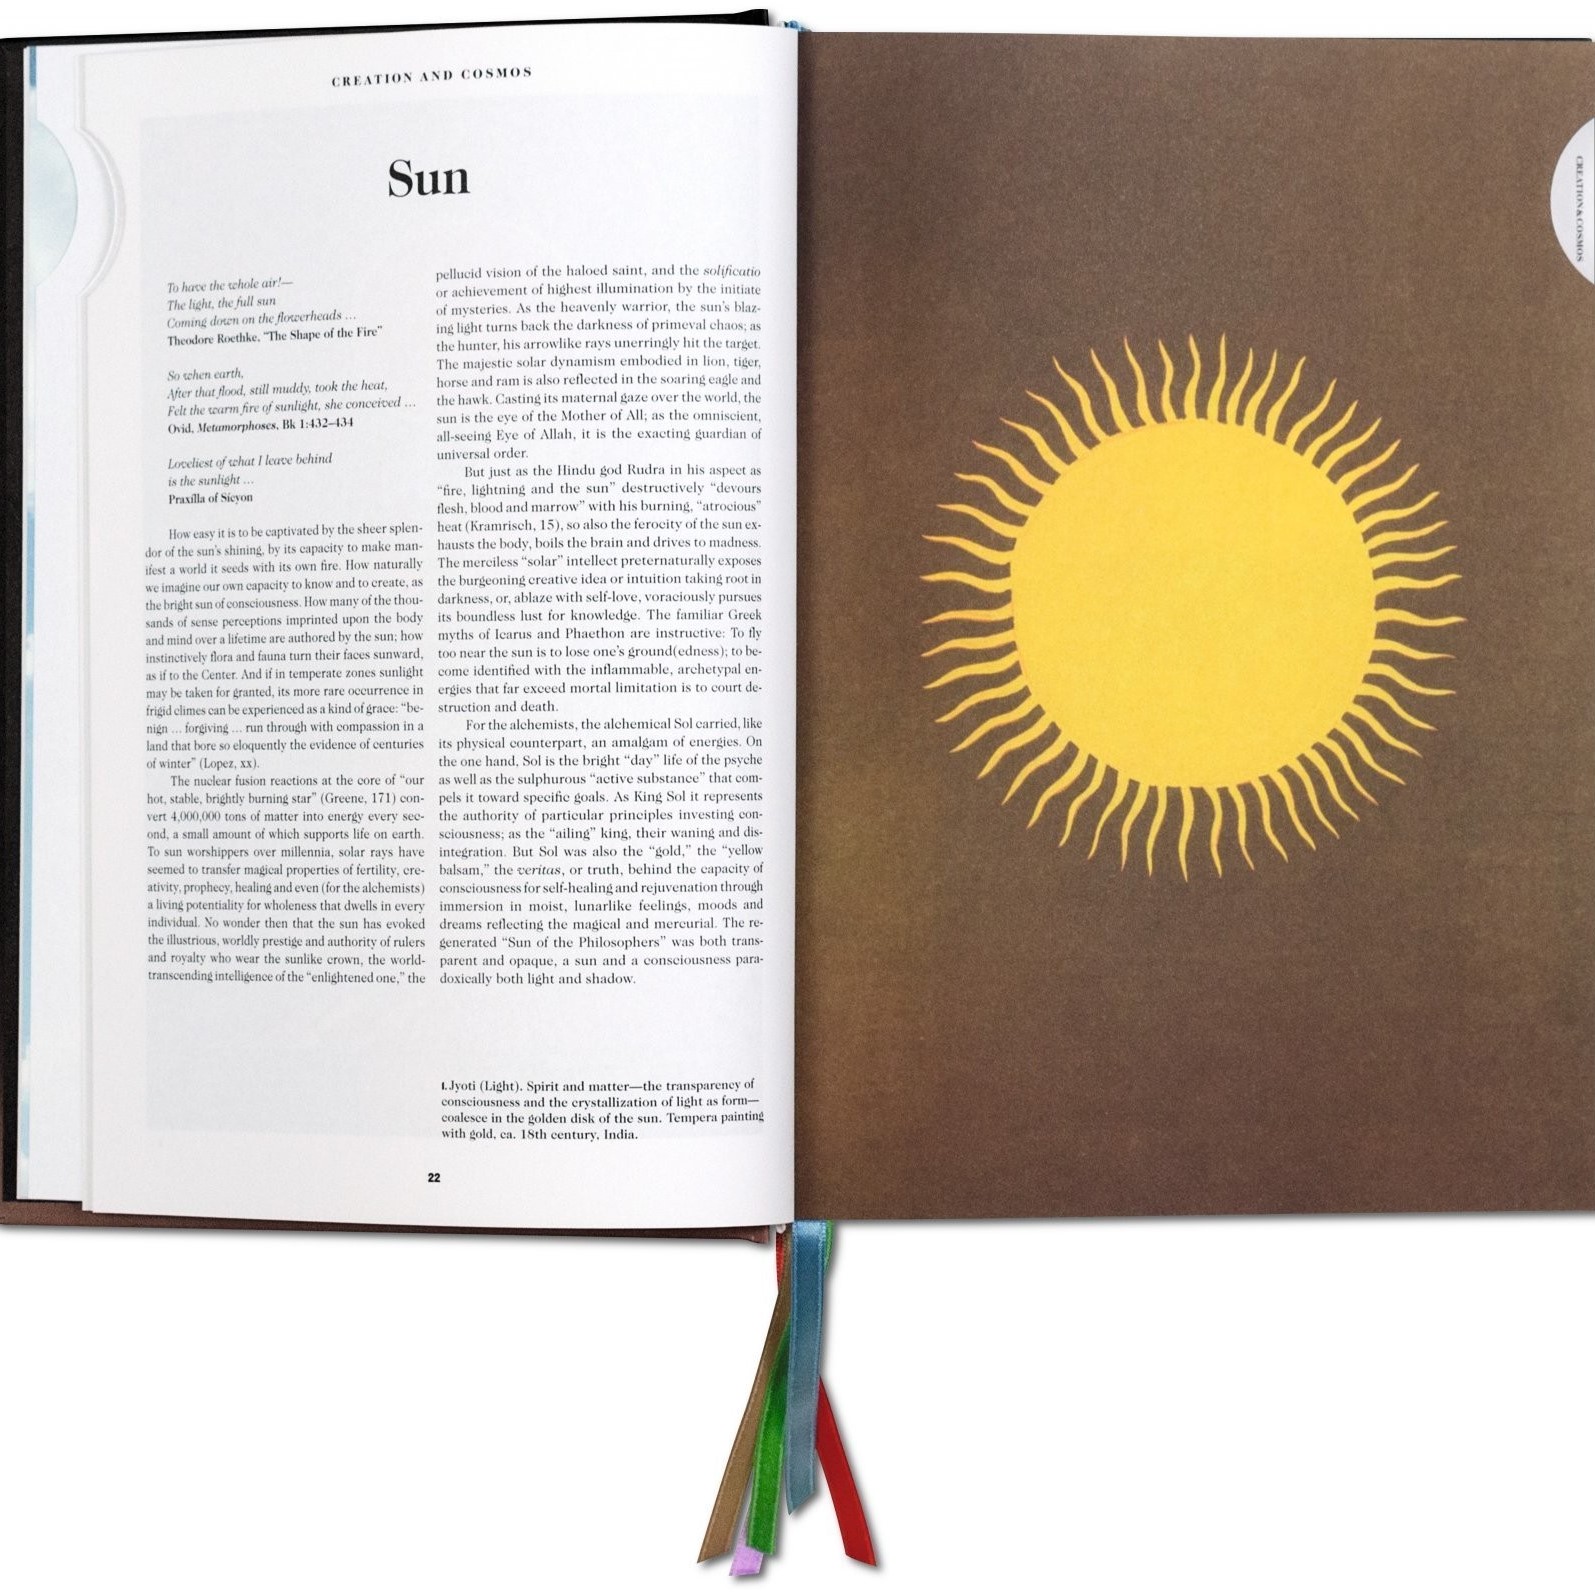 CREATION AND COSMOS
Sun
To have the whole air!—
The light, the full sun
Coming down on the flowerheads ...
Theodore Roethke, "The Shape of the Fire"
So when earth,
After that flood, still muddy, took the heat,
Felt the warm fire of sunlight, she conceived ...
Ovid, Metamorphoses, Bk 1:432–434
Loveliest of what I leave behind
is the sunlight ...
Praxilla of Sicyon
How easy it is to be captivated by the sheer splen-
dor of the sun's shining, by its capacity to make man-
ifest a world it seeds with its own fire. How naturally
we imagine our own capacity to know and to create, as
the bright sun of consciousness. How many of the thou-
sands of sense perceptions imprinted upon the body
and mind over a lifetime are authored by the sun; how
instinctively flora and fauna turn their faces sunward,
as if to the Center. And if in temperate zones sunlight
may be taken for granted, its more rare occurrence in
frigid climes can be experienced as a kind of grace: "be-
nign ... forgiving ... run through with compassion in a
land that bore so eloquently the evidence of centuries
of winter" (Lopez, xx).
The nuclear fusion reactions at the core of "our
hot, stable, brightly burning star" (Greene, 171) con-
vert 4,000,000 tons of matter into energy every sec-
ond, a small amount of which supports life on earth.
To sun worshippers over millennia, solar rays have
seemed to transfer magical properties of fertility, cre-
ativity, prophecy, healing and even (for the alchemists)
a living potentiality for wholeness that dwells in every
individual. No wonder then that the sun has evoked
the illustrious, worldly prestige and authority of rulers
and royalty who wear the sunlike crown, the world-
transcending intelligence of the "enlightened one," the
pellucid vision of the haloed saint, and the solificatio
or achievement of highest illumination by the initiate
of mysteries. As the heavenly warrior, the sun's blaz-
ing light turns back the darkness of primeval chaos; as
the hunter, his arrowlike rays unerringly hit the target.
The majestic solar dynamism embodied in lion, tiger,
horse and ram is also reflected in the soaring eagle and
the hawk. Casting its maternal gaze over the world, the
sun is the eye of the Mother of All; as the omniscient,
all-seeing Eye of Allah, it is the exacting guardian of
universal order.
But just as the Hindu god Rudra in his aspect as
"fire, lightning and the sun" destructively "devours
flesh, blood and marrow" with his burning, "atrocious"
heat (Kramrisch, 15), so also the ferocity of the sun ex-
hausts the body, boils the brain and drives to madness.
The merciless "solar" intellect preternaturally exposes
the burgeoning creative idea or intuition taking root in
darkness, or, ablaze with self-love, voraciously pursues
its boundless lust for knowledge. The familiar Greek
myths of Icarus and Phaethon are instructive: To fly
too near the sun is to lose one's ground(edness); to be-
come identified with the inflammable, archetypal en-
ergies that far exceed mortal limitation is to court de-
struction and death.
For the alchemists, the alchemical Sol carried, like
its physical counterpart, an amalgam of energies. On
the one hand, Sol is the bright "day" life of the psyche
as well as the sulphurous "active substance" that com-
pels it toward specific goals. As King Sol it represents
the authority of particular principles investing con-
sciousness; as the "ailing" king, their waning and dis-
integration. But Sol was also the "gold," the "yellow
balsam," the veritas, or truth, behind the capacity of
consciousness for self-healing and rejuvenation through
immersion in moist, lunarlike feelings, moods and
dreams reflecting the magical and mercurial. The re-
generated "Sun of the Philosophers" was both trans-
parent and opaque, a sun and a consciousness para-
doxically both light and shadow.
1. Jyoti (Light). Spirit and matter—the transparency of
consciousness and the crystallization of light as form—
coalesce in the golden disk of the sun. Tempera painting
with gold, ca. 18th century, India.
22
CREATION & COSMOS